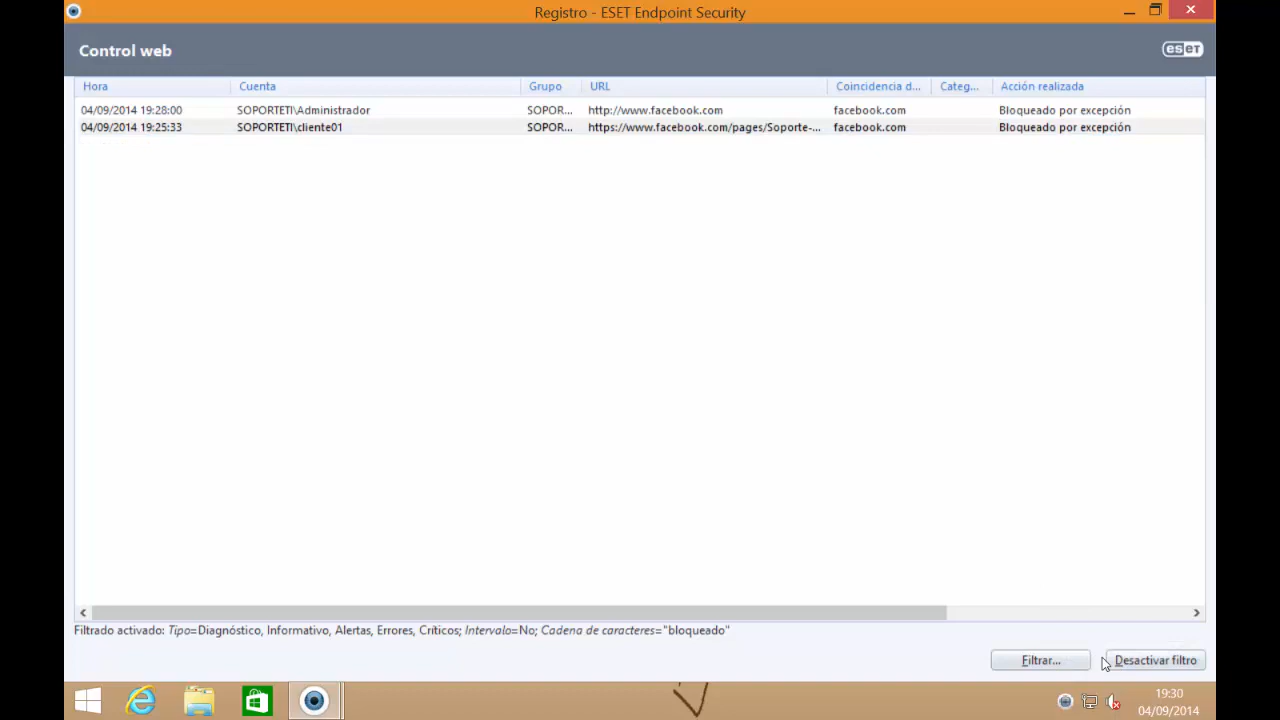 Registro - ESET Endpoint Security
Control web
eset
Hora Cuenta Grupo URL Coincidencia d... Categ... Acción realizada
04/09/2014 19:28:00 SOPORTETI\Administrador SOPOR... http://www.facebook.com facebook.com Bloqueado por excepción
04/09/2014 19:25:33 SOPORTETI\cliente01 SOPOR... https://www.facebook.com/pages/Soporte-... facebook.com Bloqueado por excepción
Filtrado activado: Tipo=Diagnóstico, Informativo, Alertas, Errores, Críticos; Intervalo=No; Cadena de caracteres="bloqueado"
Filtrar... Desactivar filtro
19:30
04/09/2014